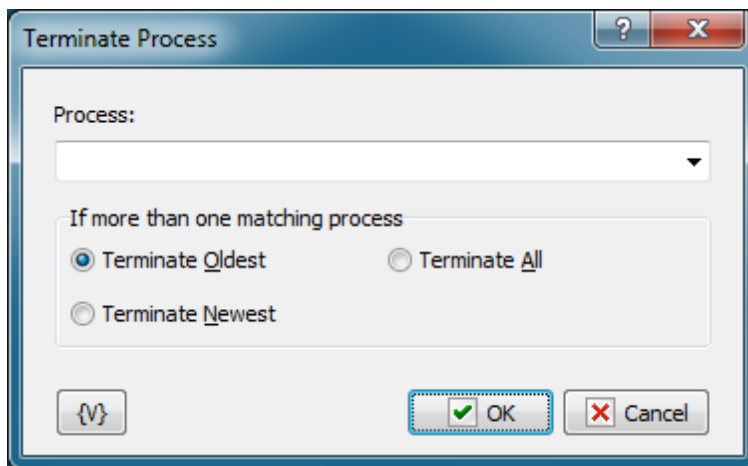 Terminate Process
?
Process:
If more than one matching process
Terminate Oldest
Terminate All
Terminate Newest
{V}
OK
Cancel